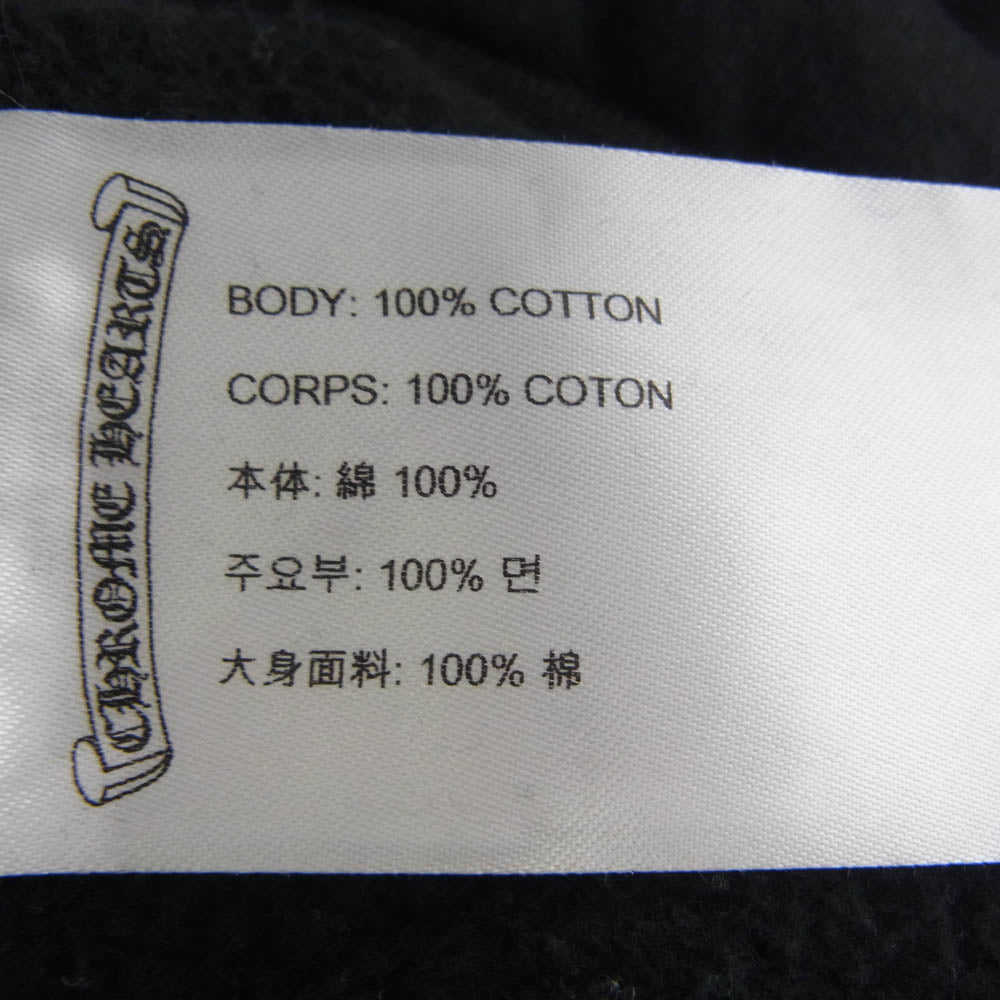 CHROME HEARTS
BODY: 100% COTTON
CORPS: 100% COTON
本体: 綿 100%
주요부: 100% 면
大身面料: 100% 棉